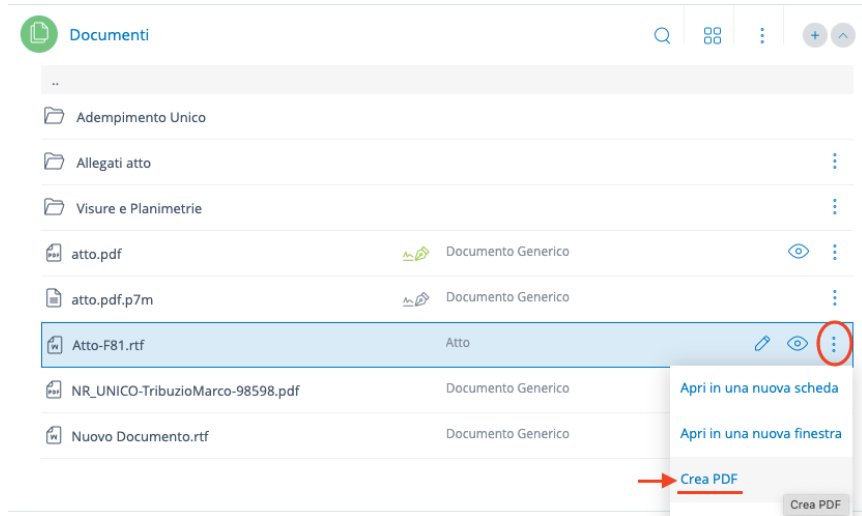 Documenti
..
Adempimento Unico
Allegati atto
Visure e Planimetrie
PDF atto.pdf Documento Generico
atto.pdf.p7m Documento Generico
W Atto-F81.rtf Atto
PDF NR_UNICO-TribuzioMarco-98598.pdf Documento Generico
Apri in una nuova scheda
W Nuovo Documento.rtf Documento Generico
Apri in una nuova finestra
Crea PDF
Crea PDF